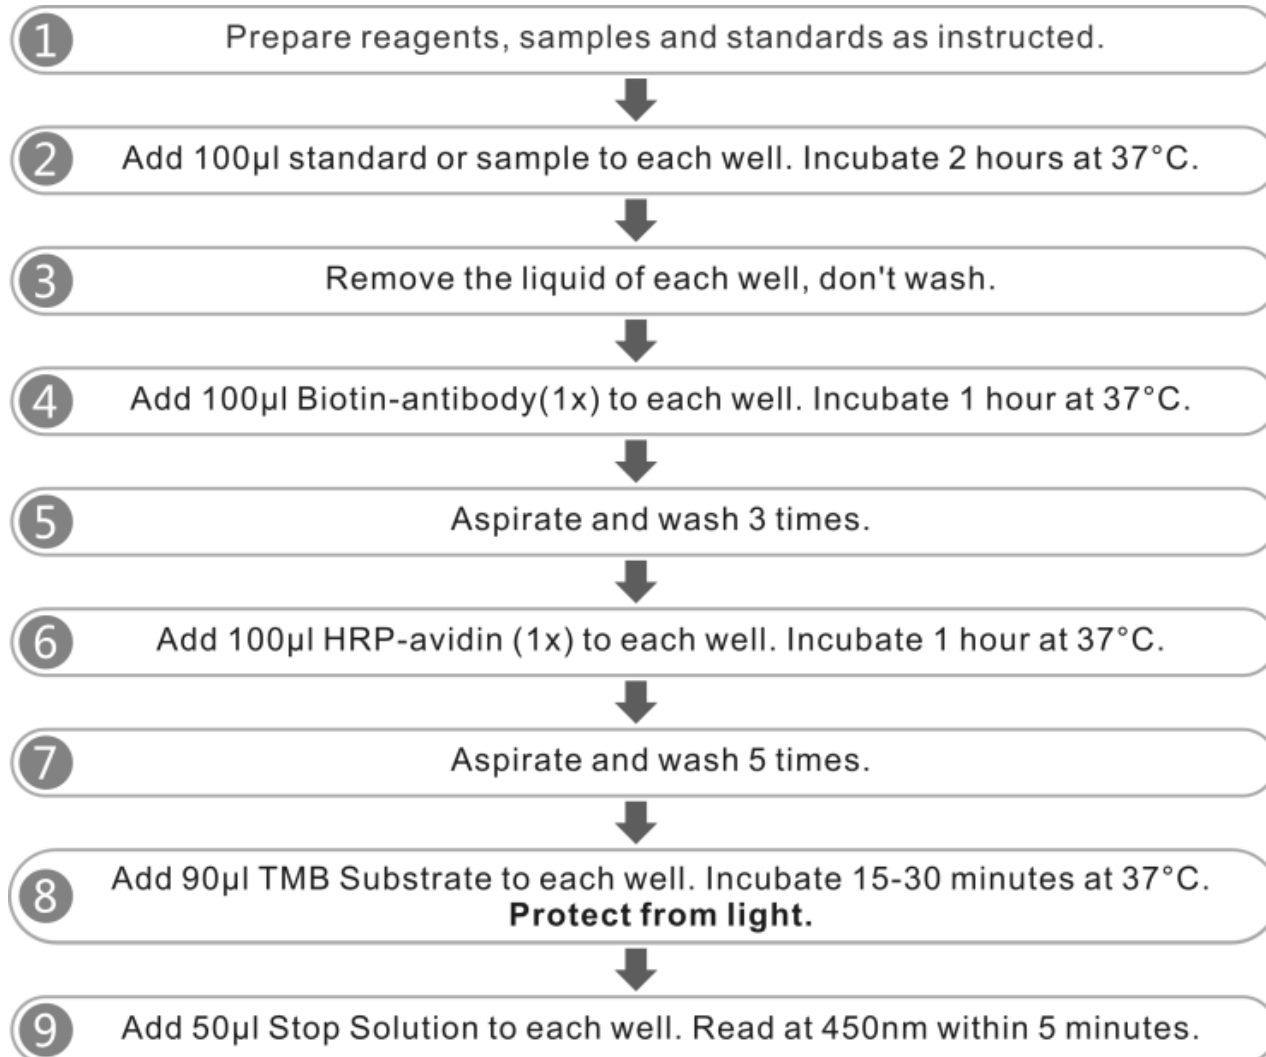 1 Prepare reagents, samples and standards as instructed.
2 Add 100µl standard or sample to each well. Incubate 2 hours at 37°C.
3 Remove the liquid of each well, don't wash.
4 Add 100µl Biotin-antibody(1x) to each well. Incubate 1 hour at 37°C.
5 Aspirate and wash 3 times.
6 Add 100µl HRP-avidin (1x) to each well. Incubate 1 hour at 37°C.
7 Aspirate and wash 5 times.
8 Add 90µl TMB Substrate to each well. Incubate 15-30 minutes at 37°C.
Protect from light.
9 Add 50µl Stop Solution to each well. Read at 450nm within 5 minutes.